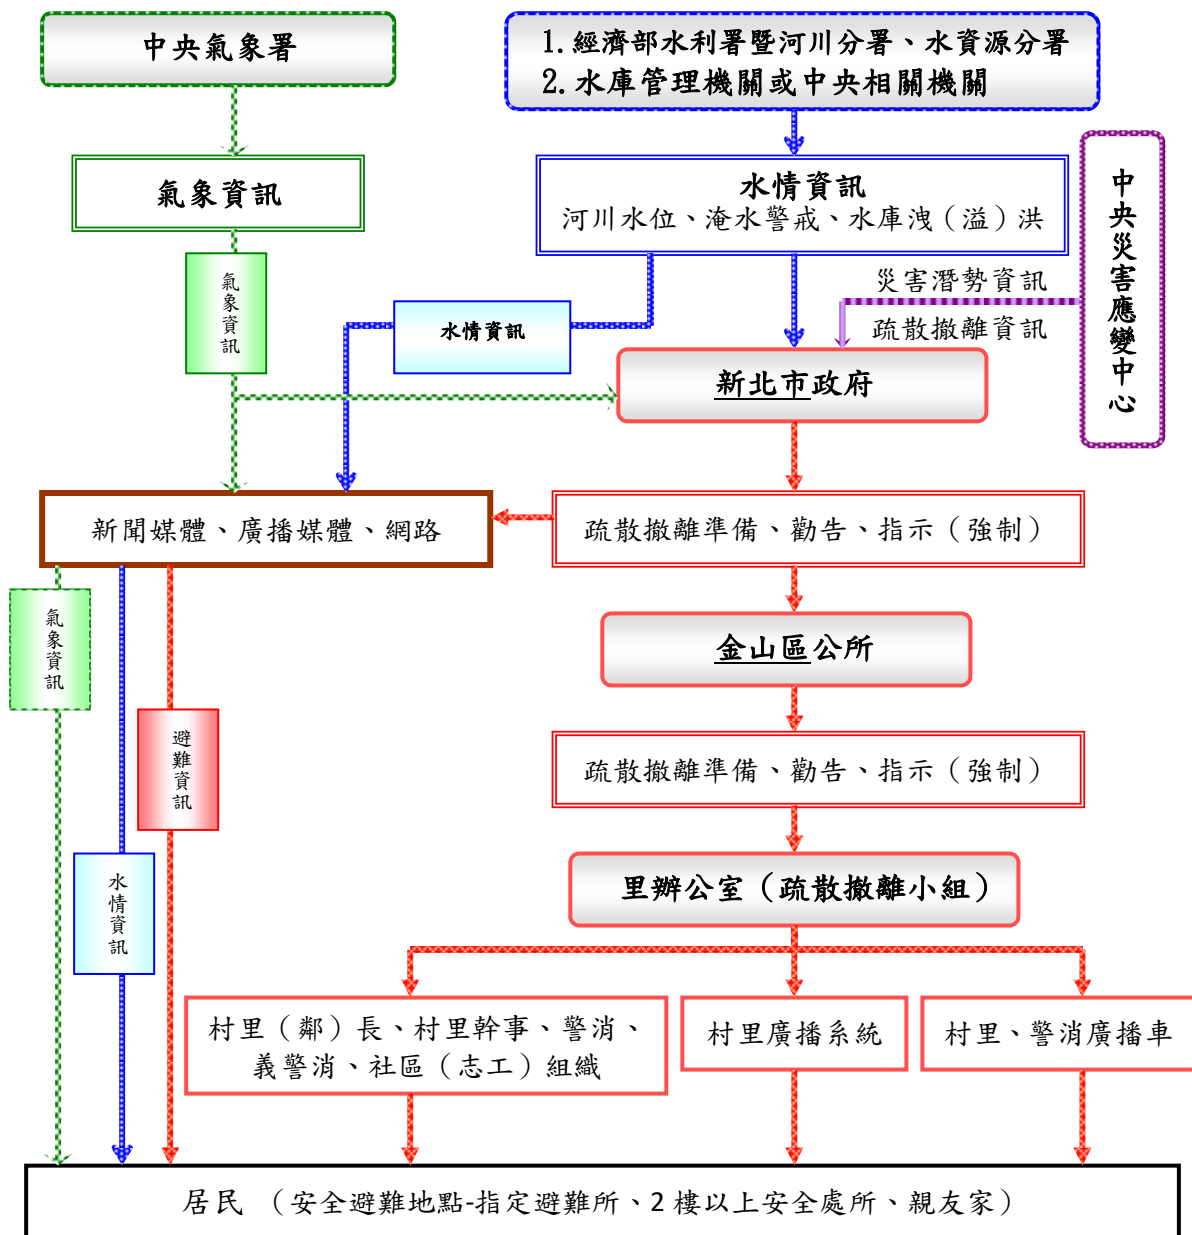 中央氣象署
1.經濟部水利署暨河川分署、水資源分署
2.水庫管理機關或中央相關機關
氣象資訊
水情資訊
河川水位、淹水警戒、水庫洩（溢）洪
中央災害應變中心
氣象資訊
水情資訊
災害潛勢資訊
疏散撤離資訊
新北市政府
新聞媒體、廣播媒體、網路
疏散撤離準備、勸告、指示（強制）
氣象資訊
金山區公所
避難資訊
疏散撤離準備、勸告、指示（強制）
水情資訊
里辦公室（疏散撤離小組）
村里（鄰）長、村里幹事、警消、
義警消、社區（志工）組織
村里廣播系統
村里、警消廣播車
居民 （安全避難地點-指定避難所、2 樓以上安全處所、親友家）